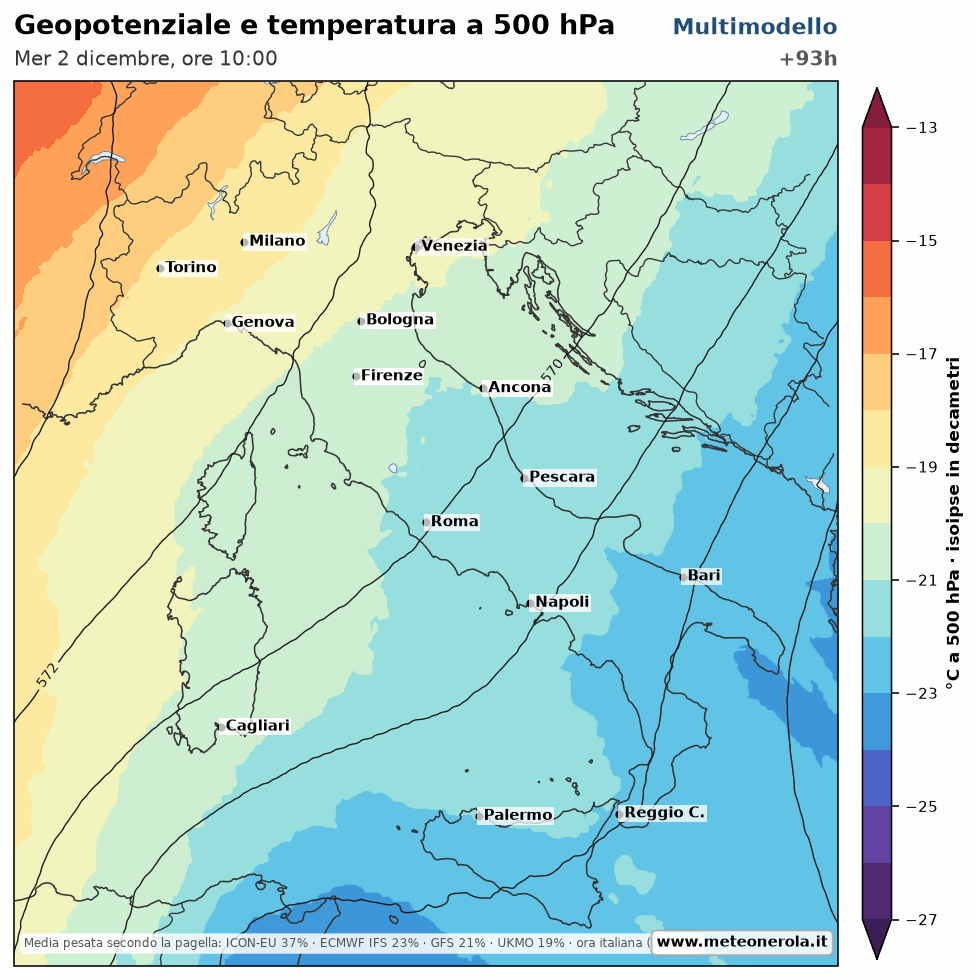 Geopotenziale e temperatura a 500 hPa
Multimodello
Mer 2 dicembre, ore 10:00
+93h
Milano
Venezia
Torino
Genova
Bologna
Firenze
570
Ancona
Pescara
Roma
Bari
Napoli
572
Cagliari
Palermo
Reggio C.
−13
−15
−17
−19
−21
−23
−25
−27
°C a 500 hPa · isoipse in decametri
Media pesata secondo la pagella: ICON-EU 37% · ECMWF IFS 23% · GFS 21% · UKMO 19% · ora italiana (
www.meteonerola.it